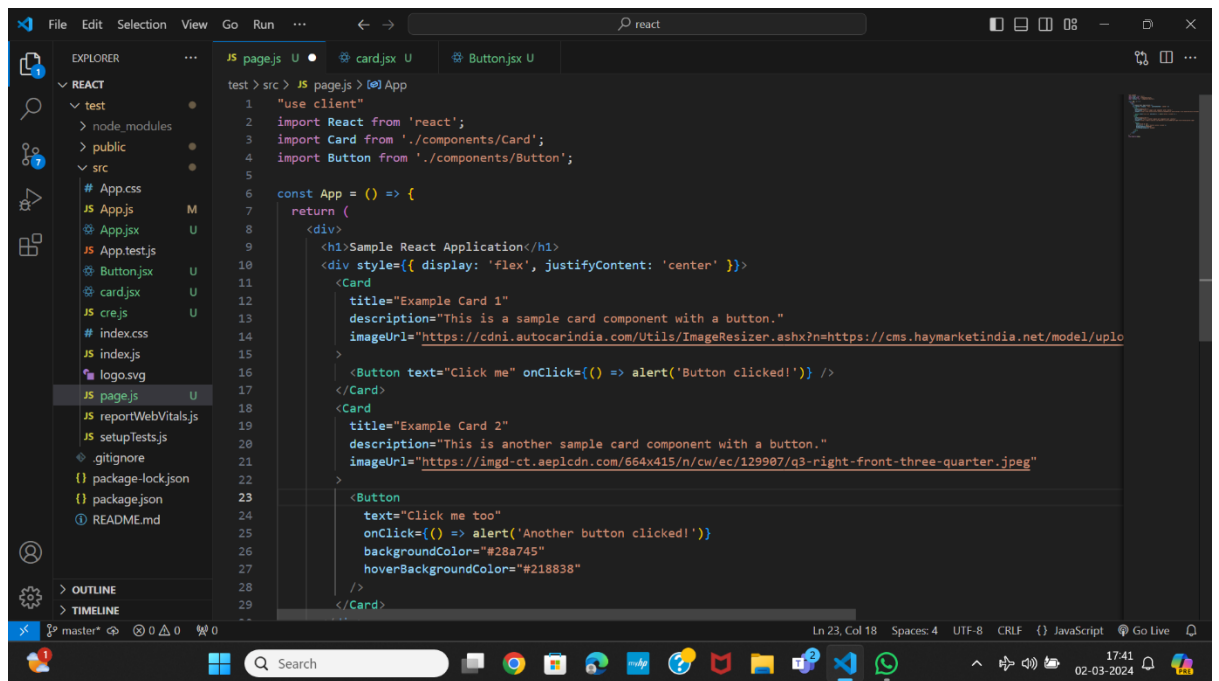 File Edit Selection View Go Run ··· ← → react
EXPLORER ···
REACT
test
node_modules
public
src
# App.css
JS App.js M
App.jsx U
JS App.test.js
Button.jsx U
card.jsx U
JS cre.js U
# index.css
JS index.js
logo.svg
JS page.js U
JS reportWebVitals.js
JS setupTests.js
.gitignore
{} package-lock.json
{} package.json
README.md
OUTLINE
TIMELINE
JS page.js U ● card.jsx U Button.jsx U
test > src > JS page.js > App
1 "use client"
2 import React from 'react';
3 import Card from './components/Card';
4 import Button from './components/Button';
5
6 const App = () => {
7 return (
8 <div>
9 <h1>Sample React Application</h1>
10 <div style={{ display: 'flex', justifyContent: 'center' }}>
11 <Card
12 title="Example Card 1"
13 description="This is a sample card component with a button."
14 imageUrl="https://cdni.autocarindia.com/Utils/ImageResizer.ashx?n=https://cms.haymarketindia.net/model/uplo
15 >
16 <Button text="Click me" onClick={() => alert('Button clicked!')} />
17 </Card>
18 <Card
19 title="Example Card 2"
20 description="This is another sample card component with a button."
21 imageUrl="https://imgd-ct.aeplcdn.com/664x415/n/cw/ec/129907/q3-right-front-three-quarter.jpeg"
22 >
23 <Button
24 text="Click me too"
25 onClick={() => alert('Another button clicked!')}
26 backgroundColor="#28a745"
27 hoverBackgroundColor="#218838"
28 />
29 </Card>
master* 0 0 0 Ln 23, Col 18 Spaces: 4 UTF-8 CRLF {} JavaScript Go Live
1 Search myhp 2 17:41
02-03-2024 PRE